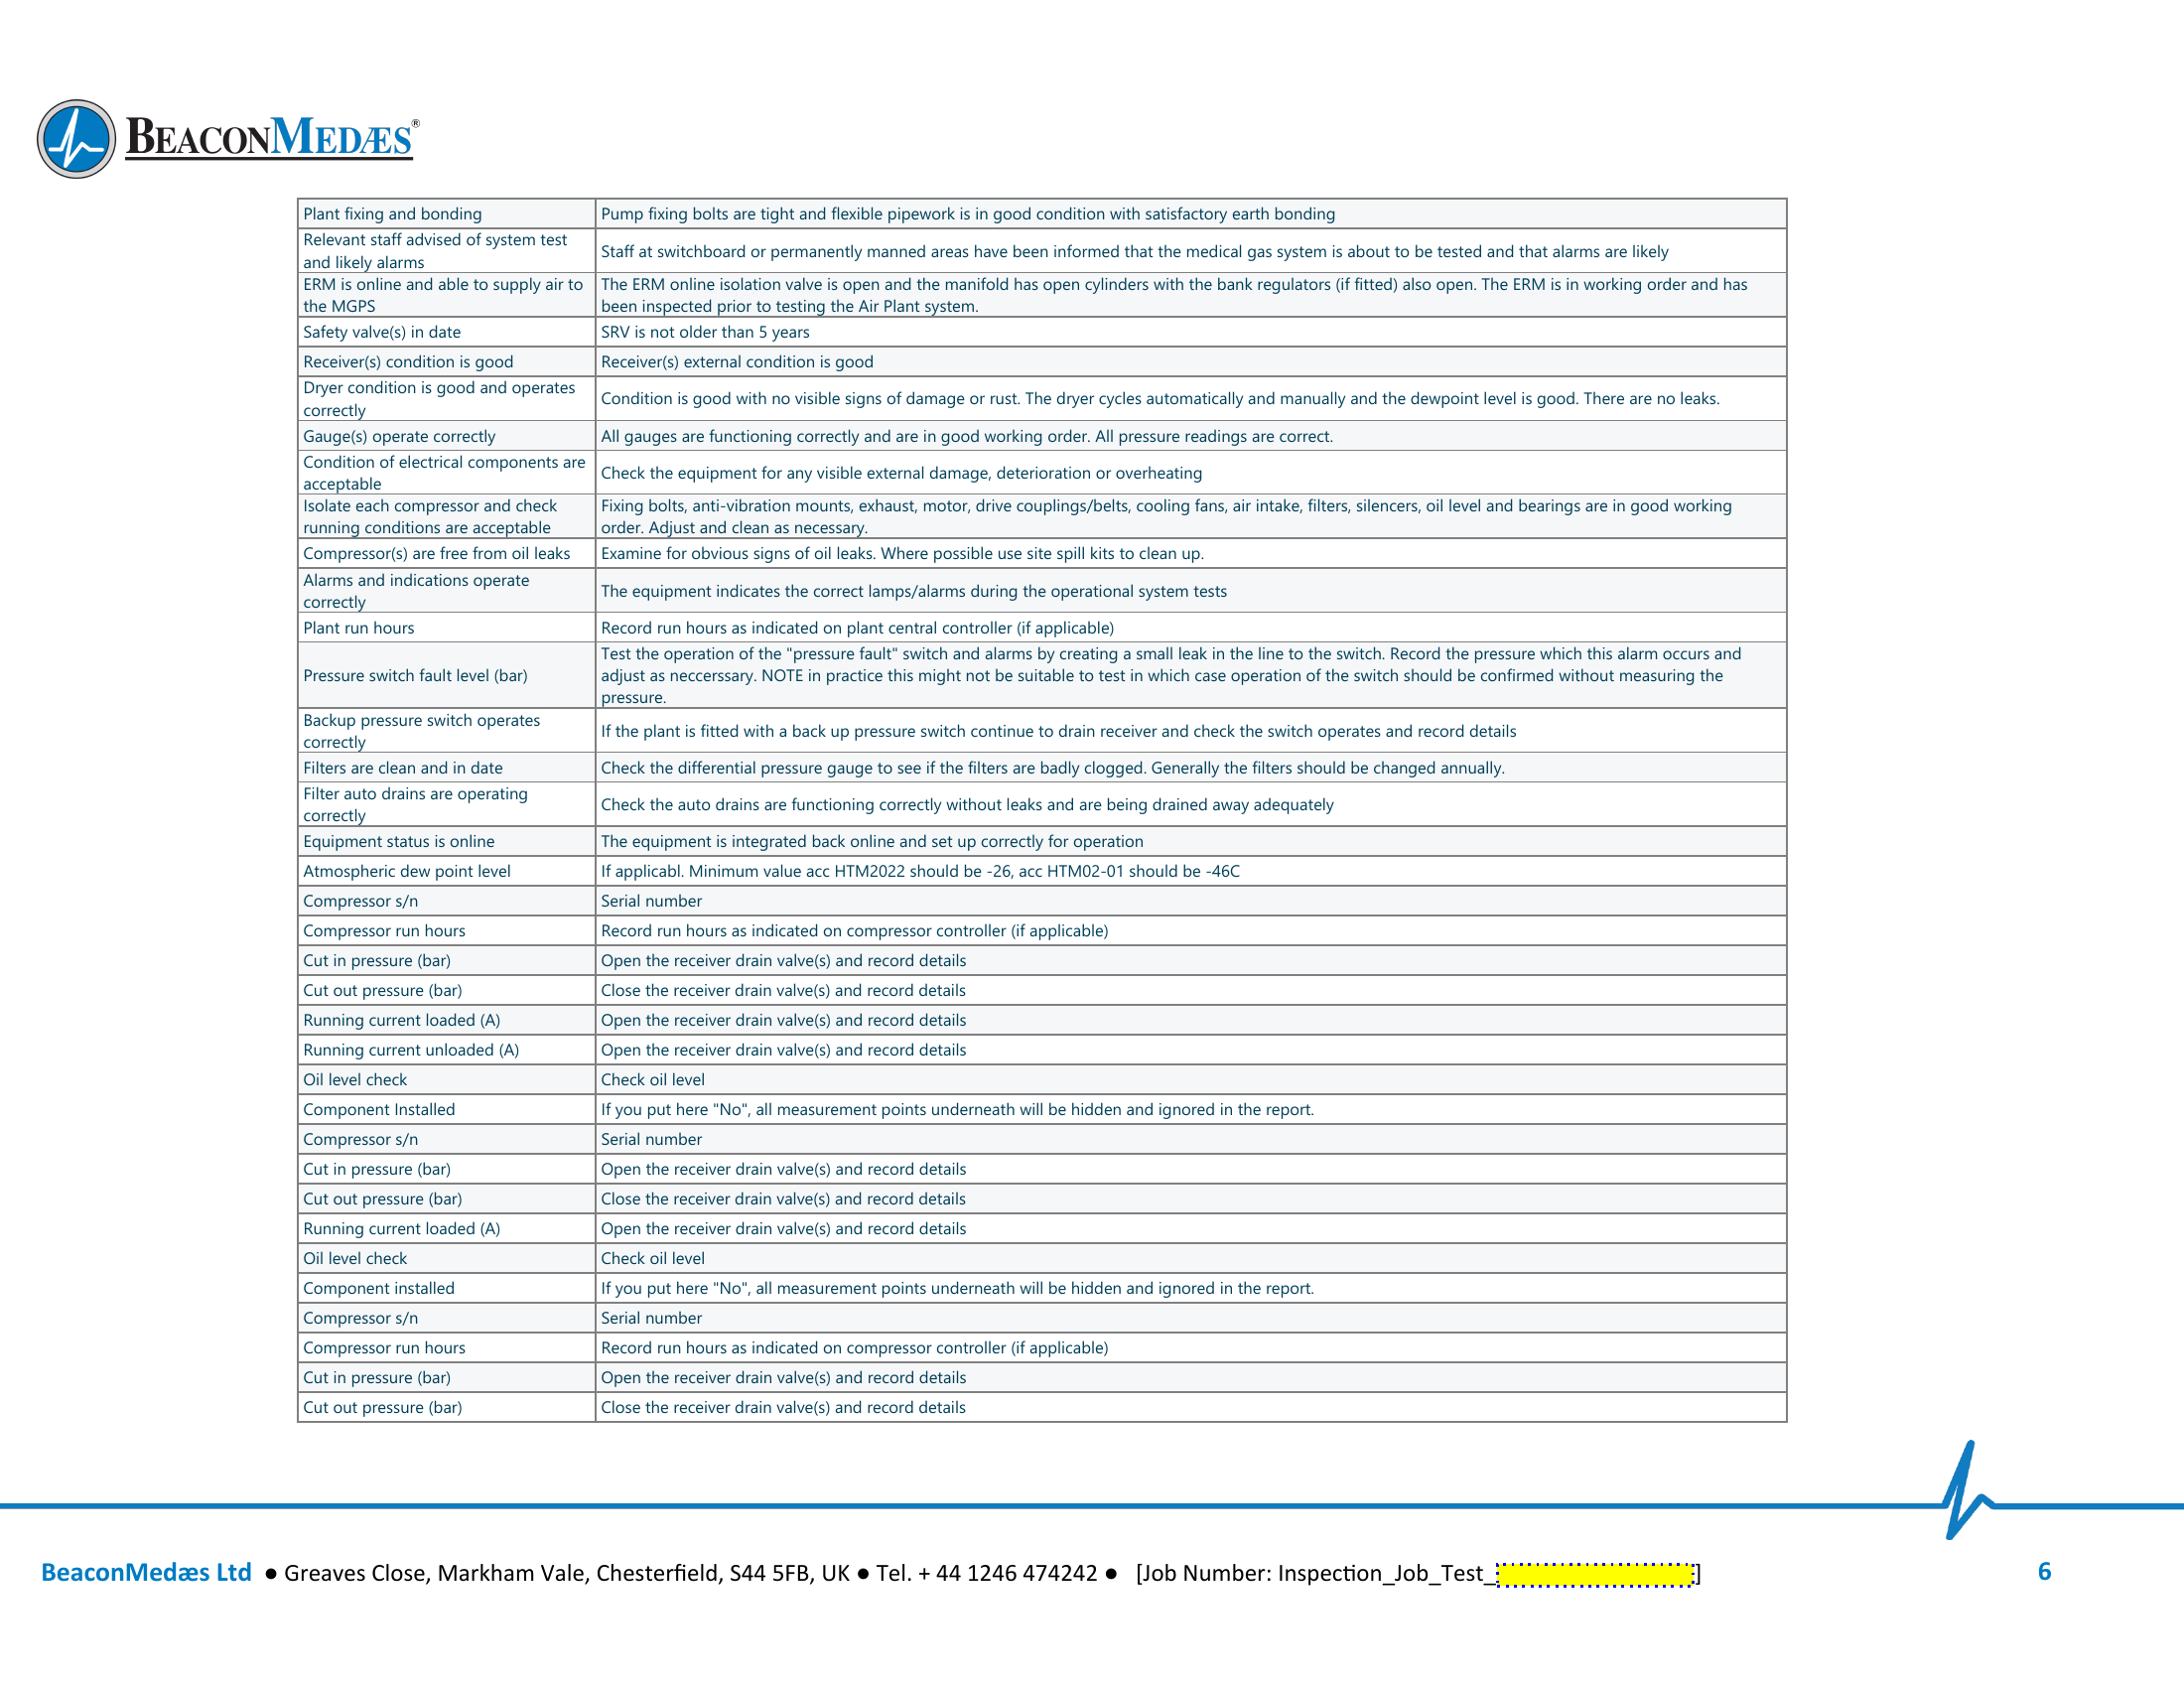 BEACONMEDÆS®
Plant fixing and bonding
Pump fixing bolts are tight and flexible pipework is in good condition with satisfactory earth bonding
Relevant staff advised of system test
and likely alarms
Staff at switchboard or permanently manned areas have been informed that the medical gas system is about to be tested and that alarms are likely
ERM is online and able to supply air to
the MGPS
The ERM online isolation valve is open and the manifold has open cylinders with the bank regulators (if fitted) also open. The ERM is in working order and has
been inspected prior to testing the Air Plant system.
Safety valve(s) in date
SRV is not older than 5 years
Receiver(s) condition is good
Receiver(s) external condition is good
Dryer condition is good and operates
correctly
Condition is good with no visible signs of damage or rust. The dryer cycles automatically and manually and the dewpoint level is good. There are no leaks.
Gauge(s) operate correctly
All gauges are functioning correctly and are in good working order. All pressure readings are correct.
Condition of electrical components are
acceptable
Check the equipment for any visible external damage, deterioration or overheating
Isolate each compressor and check
running conditions are acceptable
Fixing bolts, anti-vibration mounts, exhaust, motor, drive couplings/belts, cooling fans, air intake, filters, silencers, oil level and bearings are in good working
order. Adjust and clean as necessary.
Compressor(s) are free from oil leaks
Examine for obvious signs of oil leaks. Where possible use site spill kits to clean up.
Alarms and indications operate
correctly
The equipment indicates the correct lamps/alarms during the operational system tests
Plant run hours
Record run hours as indicated on plant central controller (if applicable)
Pressure switch fault level (bar)
Test the operation of the "pressure fault" switch and alarms by creating a small leak in the line to the switch. Record the pressure which this alarm occurs and
adjust as neccerssary. NOTE in practice this might not be suitable to test in which case operation of the switch should be confirmed without measuring the
pressure.
Backup pressure switch operates
correctly
If the plant is fitted with a back up pressure switch continue to drain receiver and check the switch operates and record details
Filters are clean and in date
Check the differential pressure gauge to see if the filters are badly clogged. Generally the filters should be changed annually.
Filter auto drains are operating
correctly
Check the auto drains are functioning correctly without leaks and are being drained away adequately
Equipment status is online
The equipment is integrated back online and set up correctly for operation
Atmospheric dew point level
If applicabl. Minimum value acc HTM2022 should be -26, acc HTM02-01 should be -46C
Compressor s/n
Serial number
Compressor run hours
Record run hours as indicated on compressor controller (if applicable)
Cut in pressure (bar)
Open the receiver drain valve(s) and record details
Cut out pressure (bar)
Close the receiver drain valve(s) and record details
Running current loaded (A)
Open the receiver drain valve(s) and record details
Running current unloaded (A)
Open the receiver drain valve(s) and record details
Oil level check
Check oil level
Component Installed
If you put here "No", all measurement points underneath will be hidden and ignored in the report.
Compressor s/n
Serial number
Cut in pressure (bar)
Open the receiver drain valve(s) and record details
Cut out pressure (bar)
Close the receiver drain valve(s) and record details
Running current loaded (A)
Open the receiver drain valve(s) and record details
Oil level check
Check oil level
Component installed
If you put here "No", all measurement points underneath will be hidden and ignored in the report.
Compressor s/n
Serial number
Compressor run hours
Record run hours as indicated on compressor controller (if applicable)
Cut in pressure (bar)
Open the receiver drain valve(s) and record details
Cut out pressure (bar)
Close the receiver drain valve(s) and record details
BeaconMedæs Ltd ● Greaves Close, Markham Vale, Chesterfield, S44 5FB, UK ● Tel. + 44 1246 474242 ● [Job Number: Inspection_Job_Test_ ]
6